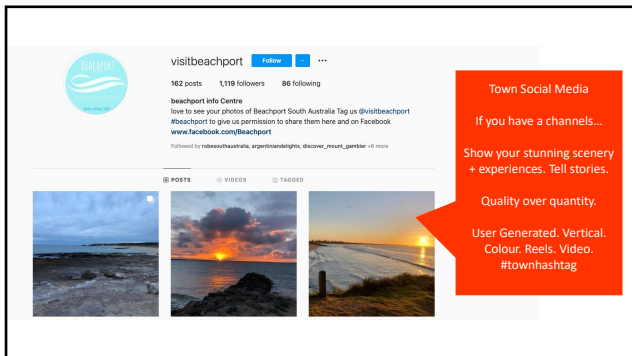 BEACHPORT
visitbeachport Follow
162 posts 1,119 followers 86 following
beachport info Centre
love to see your photos of Beachport South Australia Tag us @visitbeachport
#beachport to give us permission to share them here and on Facebook
www.facebook.com/Beachport
Followed by robesouthaustralia, argentiniandelights, discover_mount_gambier +6 more
POSTS VIDEOS TAGGED
Town Social Media
If you have a channels...
Show your stunning scenery
+ experiences. Tell stories.
Quality over quantity.
User Generated. Vertical.
Colour. Reels. Video.
#townhashtag